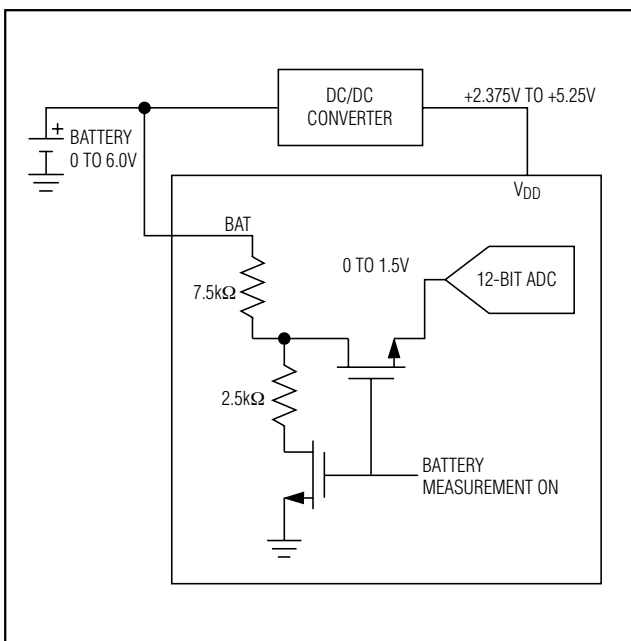 DC/DC
CONVERTER
+2.375V TO +5.25V
+
BATTERY
0 TO 6.0V
VDD
BAT
0 TO 1.5V
12-BIT ADC
7.5kΩ
2.5kΩ
BATTERY
MEASUREMENT ON